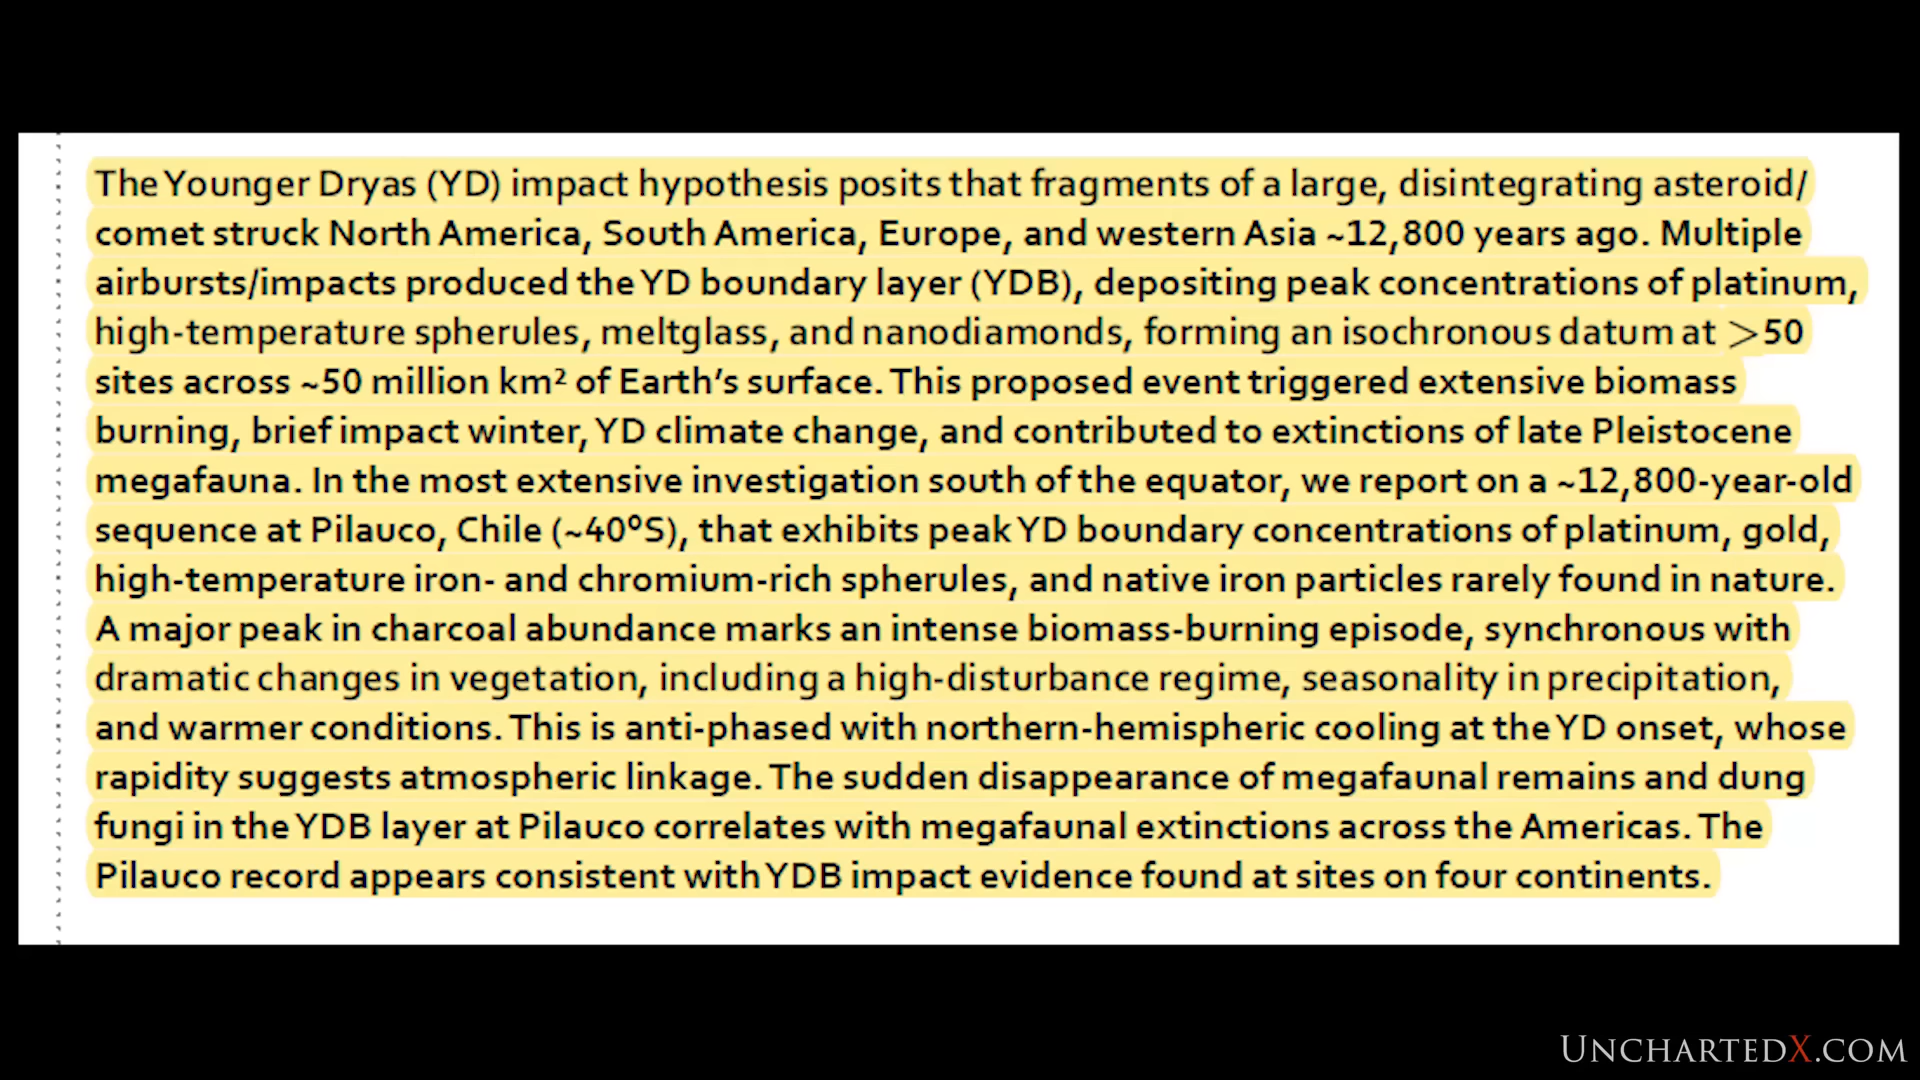 The Younger Dryas (YD) impact hypothesis posits that fragments of a large, disintegrating asteroid/
comet struck North America, South America, Europe, and western Asia ~12,800 years ago. Multiple
airbursts/impacts produced the YD boundary layer (YDB), depositing peak concentrations of platinum,
high-temperature spherules, meltglass, and nanodiamonds, forming an isochronous datum at >50
sites across ~50 million km² of Earth’s surface. This proposed event triggered extensive biomass
burning, brief impact winter, YD climate change, and contributed to extinctions of late Pleistocene
megafauna. In the most extensive investigation south of the equator, we report on a ~12,800-year-old
sequence at Pilauco, Chile (~40°S), that exhibits peak YD boundary concentrations of platinum, gold,
high-temperature iron- and chromium-rich spherules, and native iron particles rarely found in nature.
A major peak in charcoal abundance marks an intense biomass-burning episode, synchronous with
dramatic changes in vegetation, including a high-disturbance regime, seasonality in precipitation,
and warmer conditions. This is anti-phased with northern-hemispheric cooling at the YD onset, whose
rapidity suggests atmospheric linkage. The sudden disappearance of megafaunal remains and dung
fungi in the YDB layer at Pilauco correlates with megafaunal extinctions across the Americas. The
Pilauco record appears consistent with YDB impact evidence found at sites on four continents.
UNCHARTEDX.COM